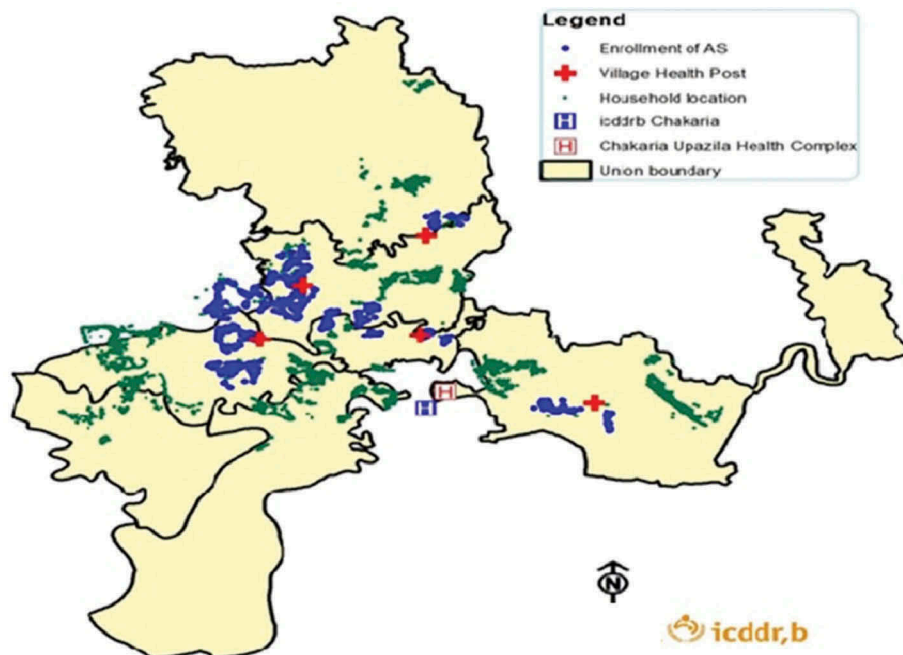 Legend
Enrollment of AS
Village Health Post
Household location
H icddrb Chakaria
H Chakaria Upazila Health Complex
Union boundary
H
H
N
icddr,b